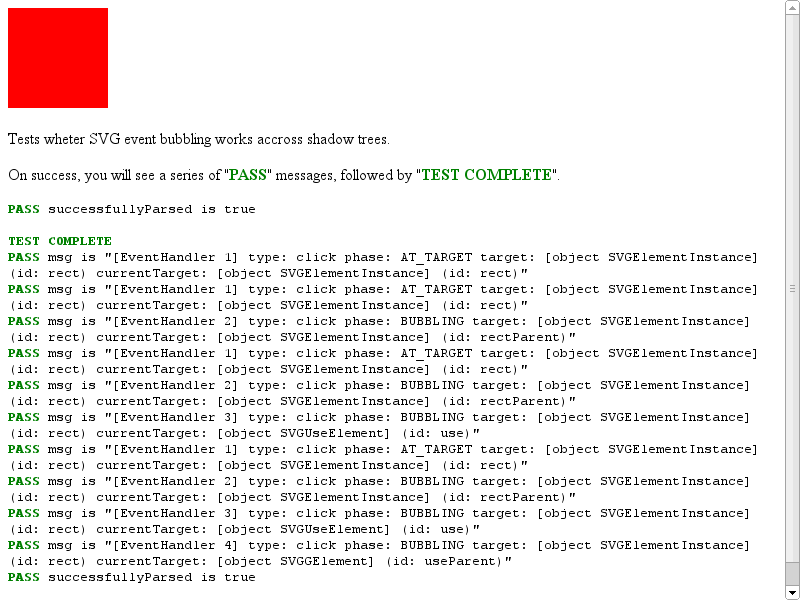 Tests wheter SVG event bubbling works accross shadow trees.
On success, you will see a series of "PASS" messages, followed by "TEST COMPLETE".
PASS successfullyParsed is true
TEST COMPLETE
PASS msg is "[EventHandler 1] type: click phase: AT_TARGET target: [object SVGElementInstance]
(id: rect) currentTarget: [object SVGElementInstance] (id: rect)"
PASS msg is "[EventHandler 1] type: click phase: AT_TARGET target: [object SVGElementInstance]
(id: rect) currentTarget: [object SVGElementInstance] (id: rect)"
PASS msg is "[EventHandler 2] type: click phase: BUBBLING target: [object SVGElementInstance]
(id: rect) currentTarget: [object SVGElementInstance] (id: rectParent)"
PASS msg is "[EventHandler 1] type: click phase: AT_TARGET target: [object SVGElementInstance]
(id: rect) currentTarget: [object SVGElementInstance] (id: rect)"
PASS msg is "[EventHandler 2] type: click phase: BUBBLING target: [object SVGElementInstance]
(id: rect) currentTarget: [object SVGElementInstance] (id: rectParent)"
PASS msg is "[EventHandler 3] type: click phase: BUBBLING target: [object SVGElementInstance]
(id: rect) currentTarget: [object SVGUseElement] (id: use)"
PASS msg is "[EventHandler 1] type: click phase: AT_TARGET target: [object SVGElementInstance]
(id: rect) currentTarget: [object SVGElementInstance] (id: rect)"
PASS msg is "[EventHandler 2] type: click phase: BUBBLING target: [object SVGElementInstance]
(id: rect) currentTarget: [object SVGElementInstance] (id: rectParent)"
PASS msg is "[EventHandler 3] type: click phase: BUBBLING target: [object SVGElementInstance]
(id: rect) currentTarget: [object SVGUseElement] (id: use)"
PASS msg is "[EventHandler 4] type: click phase: BUBBLING target: [object SVGElementInstance]
(id: rect) currentTarget: [object SVGGElement] (id: useParent)"
PASS successfullyParsed is true